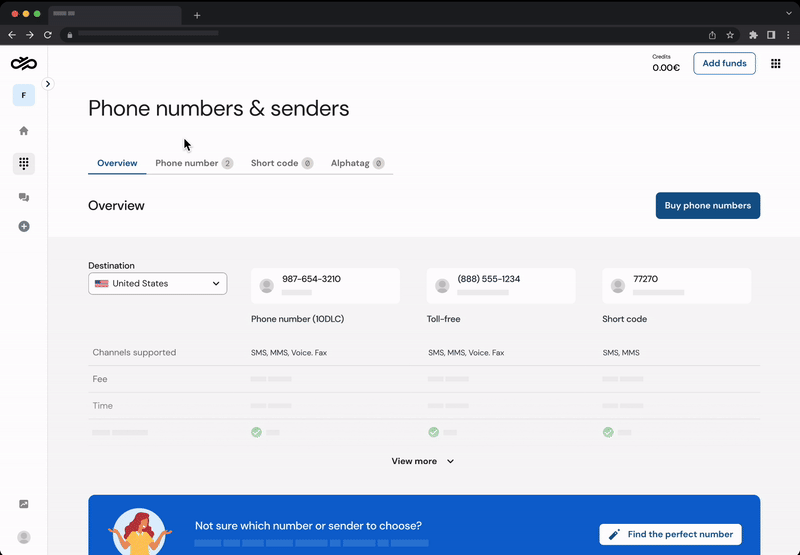 Credits
0.00€
Add funds
F
Phone numbers & senders
Overview
Phone number 2
Short code 0
Alphatag 0
Overview
Buy phone numbers
Destination
United States
987-654-3210
(888) 555-1234
77270
Phone number (10DLC)
Toll-free
Short code
Channels supported
SMS, MMS, Voice. Fax
SMS, MMS, Voice. Fax
SMS, MMS
Fee
Time
View more
Not sure which number or sender to choose?
Find the perfect number